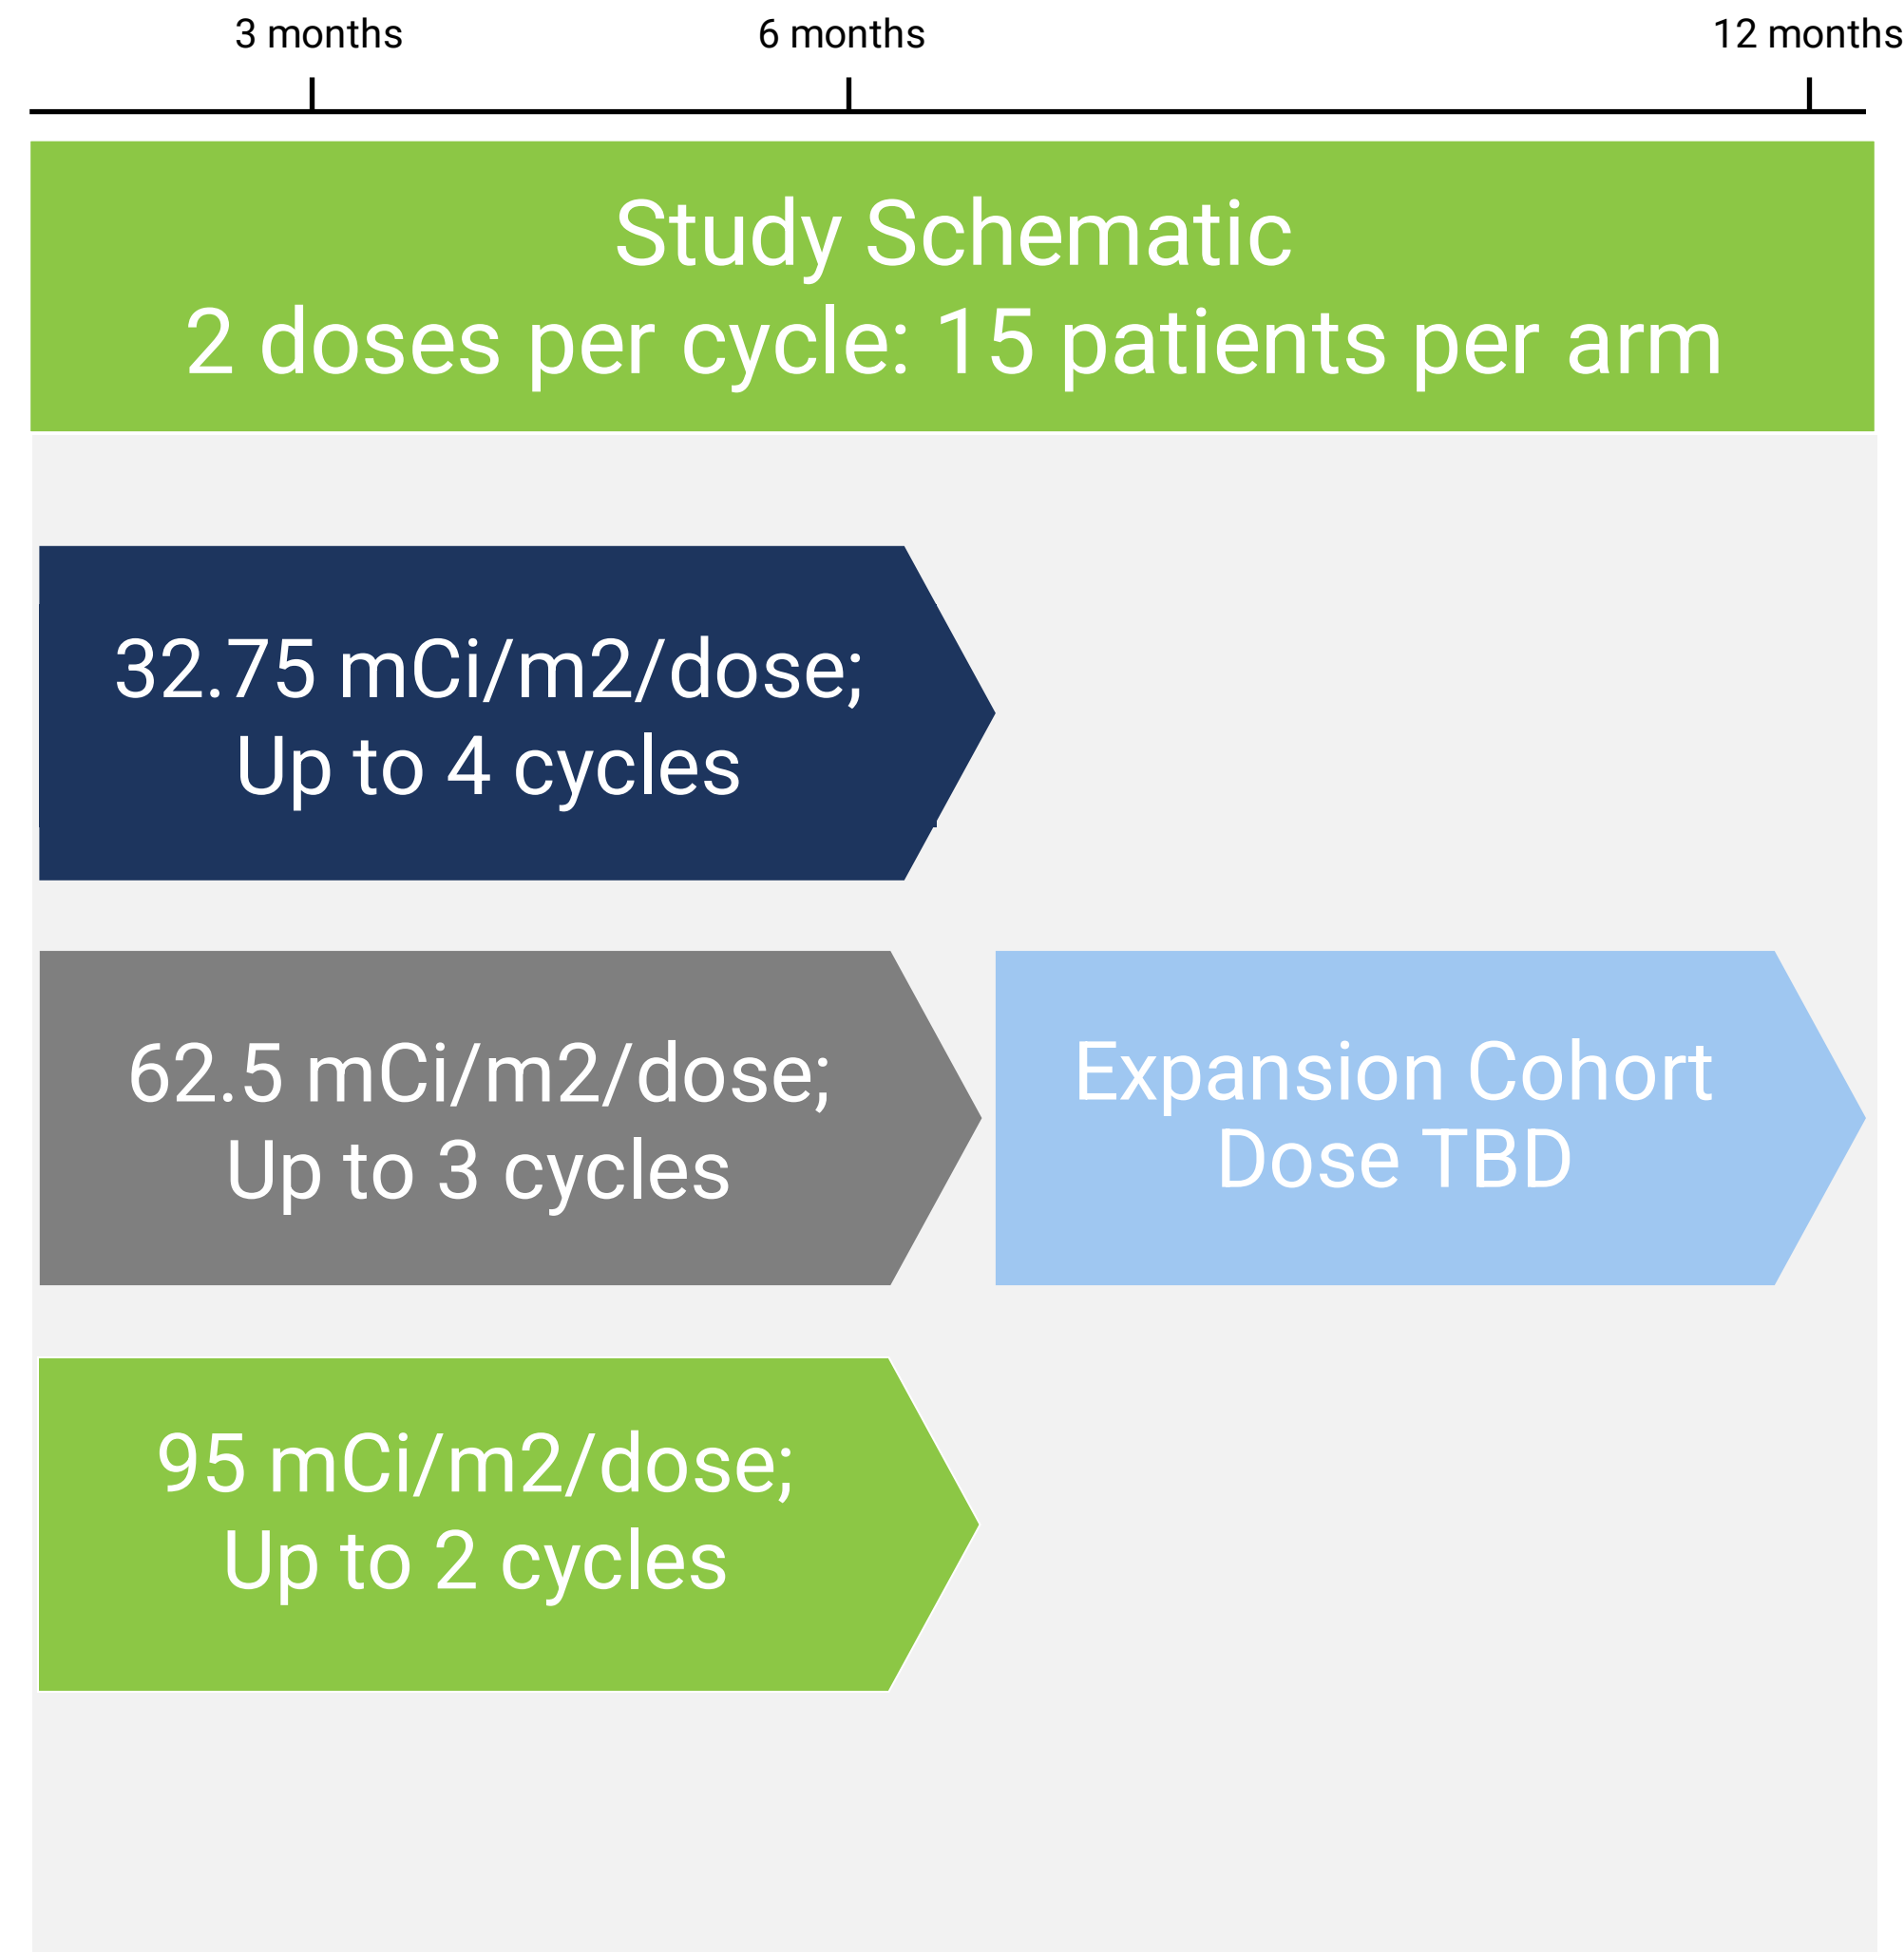 3 months
6 months
12 months
Study Schematic
2 doses per cycle: 15 patients per arm
32.75 mCi/m2/dose;
Up to 4 cycles
62.5 mCi/m2/dose;
Up to 3 cycles
Expansion Cohort
Dose TBD
95 mCi/m2/dose;
Up to 2 cycles